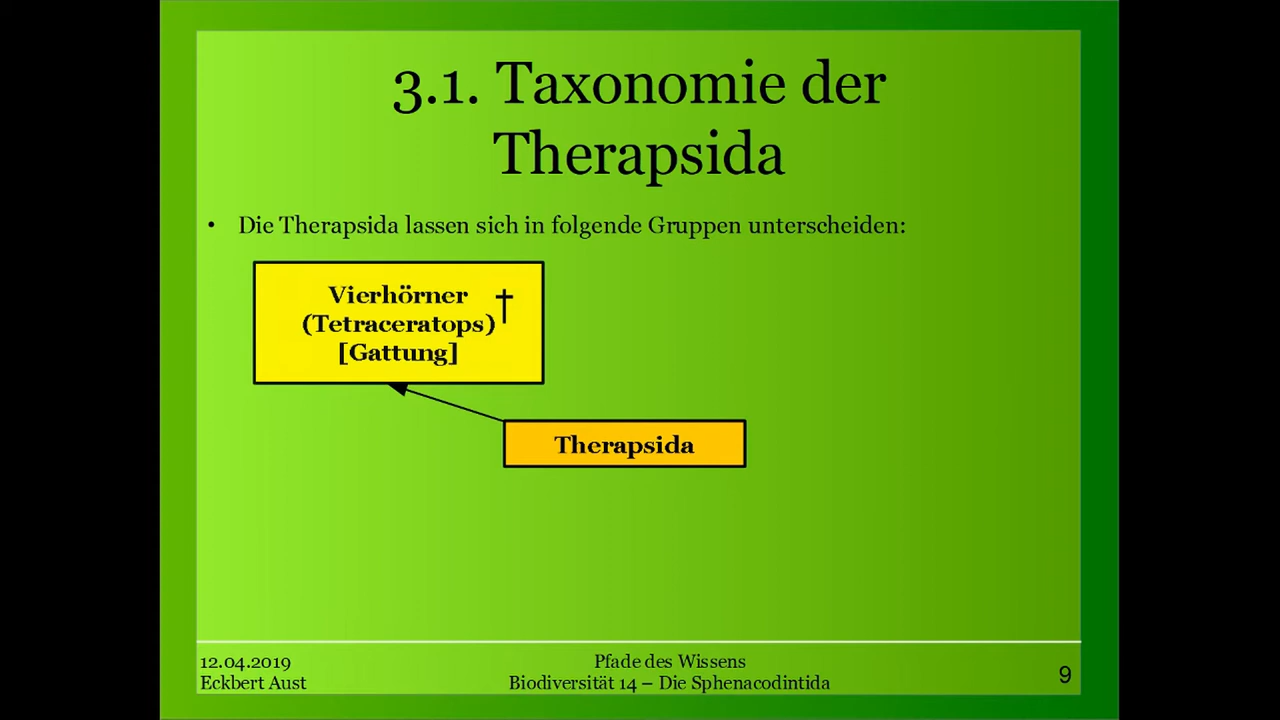 3.1. Taxonomie der
Therapsida
• Die Therapsida lassen sich in folgende Gruppen unterscheiden:
Vierhörner †
(Tetraceratops)
[Gattung]
Therapsida
12.04.2019
Eckbert Aust
Pfade des Wissens
Biodiversität 14 – Die Sphenacodintida
9